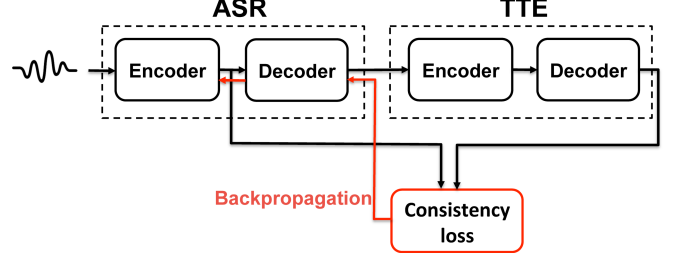 ASR
TTE
Encoder
Decoder
Encoder
Decoder
Backpropagation
Consistency
loss